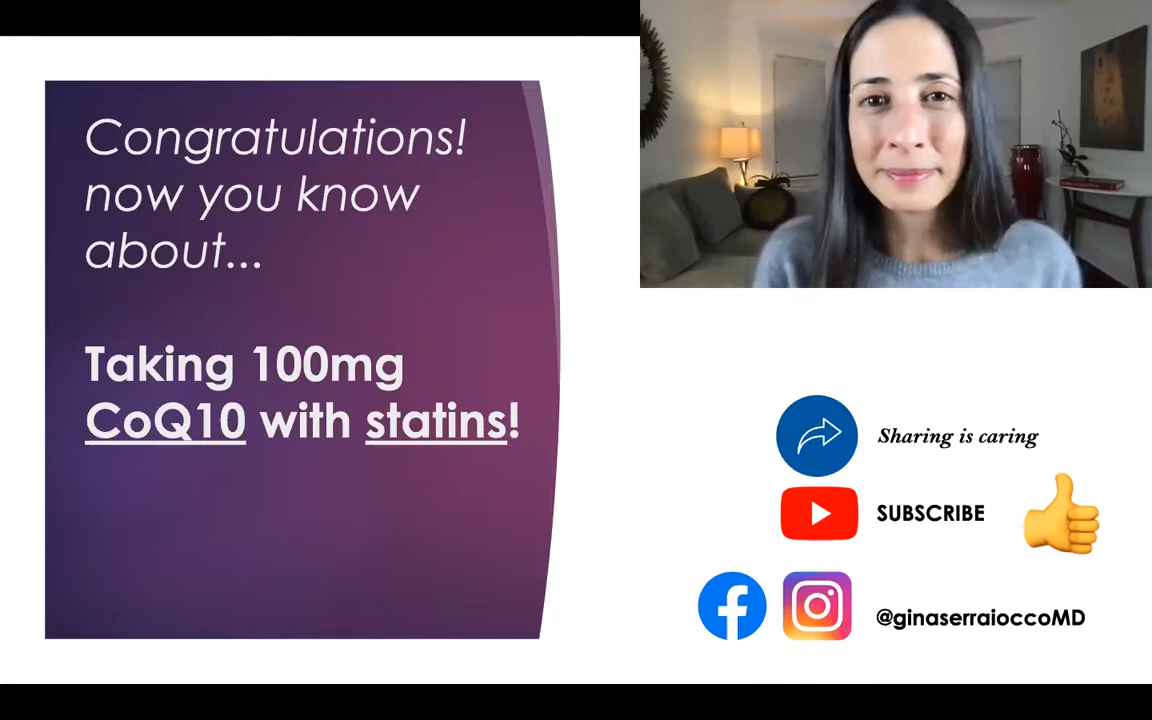 Congratulations!
now you know
about...
Taking 100mg
CoQ10 with statins!
Sharing is caring
SUBSCRIBE
@ginaserraioccoMD